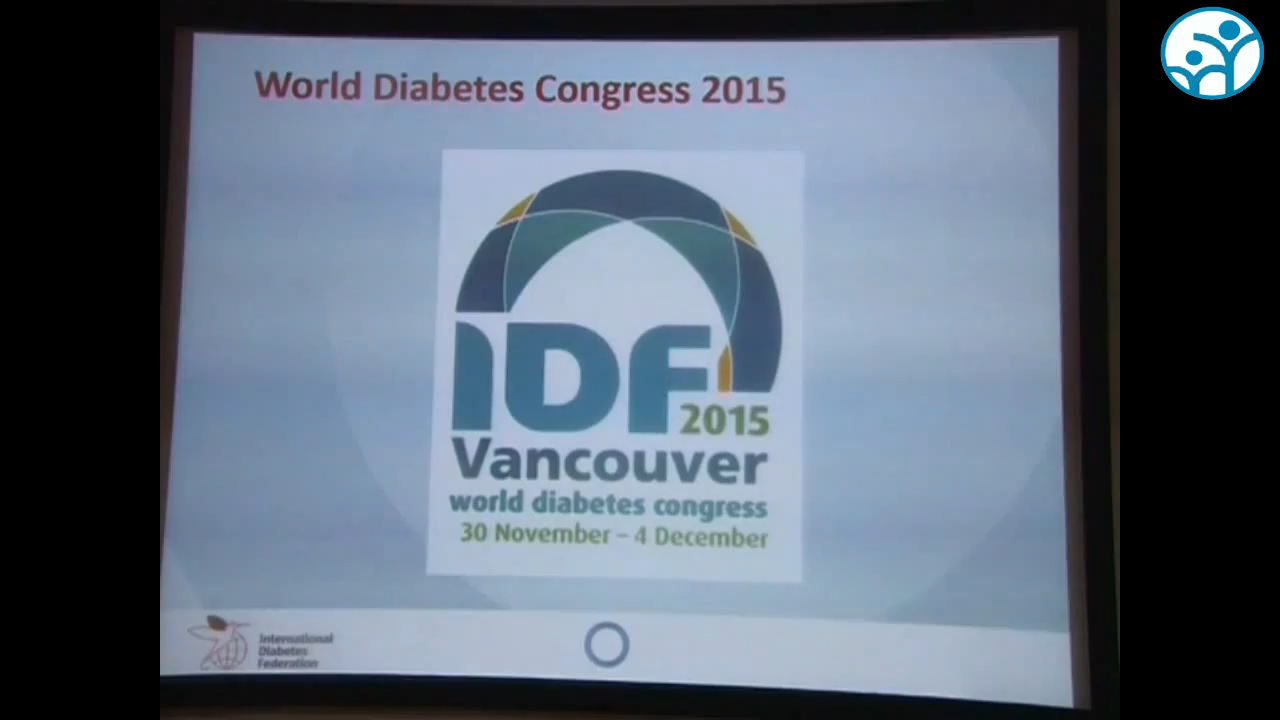 World Diabetes Congress 2015
IDF
2015
Vancouver
world diabetes congress
30 November – 4 December
International
Diabetes
Federation